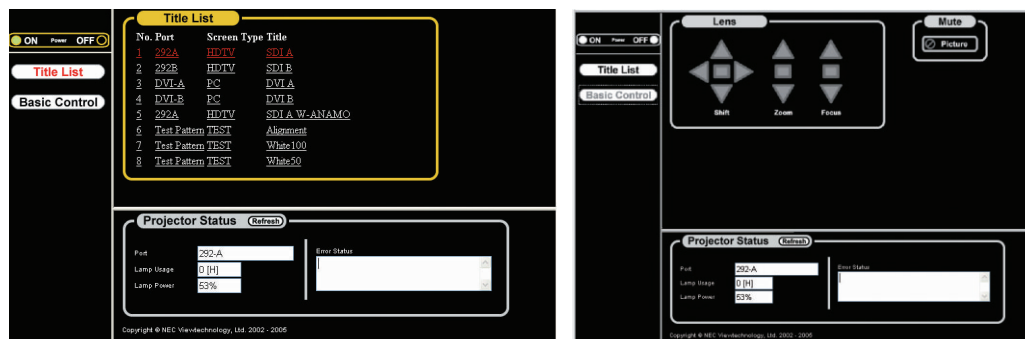 ON Power OFF
Title List
Basic Control
Title List
No. Port Screen Type Title
1 292A HDTV SDI A
2 292B HDTV SDI B
3 DVI-A PC DVI A
4 DVI-B PC DVI B
5 292A HDTV SDI A W-ANAMO
6 Test Pattern TEST Alignment
7 Test Pattern TEST White100
8 Test Pattern TEST White50
Projector Status Refresh
Port 292-A
Lamp Usage 0 [H]
Lamp Power 53%
Error Status
Copyright © NEC Viewtechnology, Ltd. 2002 - 2005
ON Power OFF
Title List
Basic Control
Lens
Shift Zoom Focus
Mute
Picture
Projector Status Refresh
Port 292-A
Lamp Usage 0 [H]
Lamp Power 53%
Error Status
Copyright © NEC Viewtechnology, Ltd. 2002 - 2005